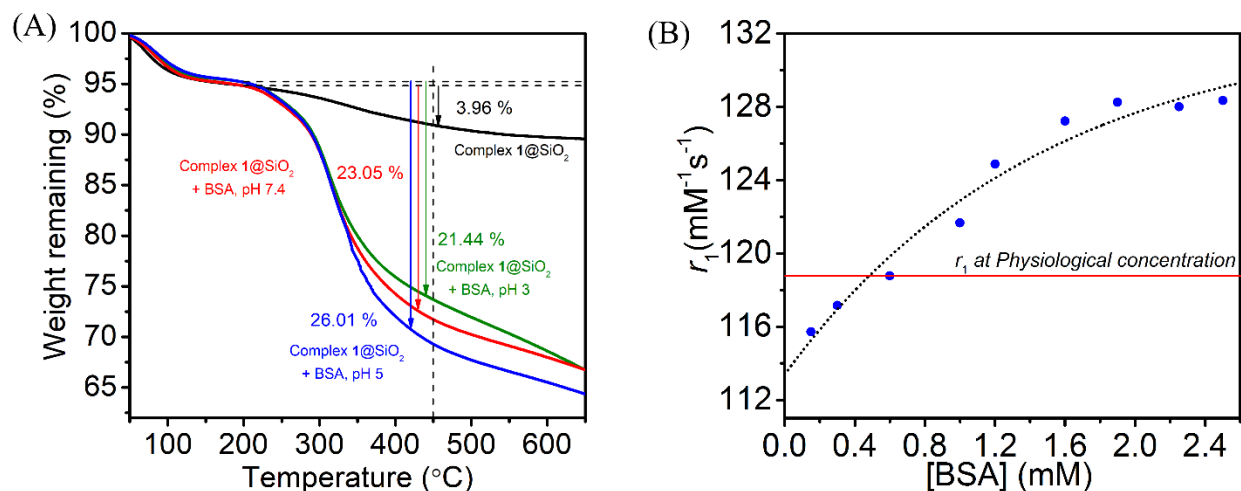 (A)
100
95
90
85
80
75
70
65
Weight remaining (%)
100 200 300 400 500 600
Temperature (°C)
3.96 %
Complex 1@SiO2
Complex 1@SiO2
+ BSA, pH 7.4
23.05 %
21.44 %
Complex 1@SiO2
+ BSA, pH 3
26.01 %
Complex 1@SiO2
+ BSA, pH 5
(B)
132
128
124
120
116
112
r1(mM-1s-1)
r1 at Physiological concentration
0.0 0.4 0.8 1.2 1.6 2.0 2.4
[BSA] (mM)